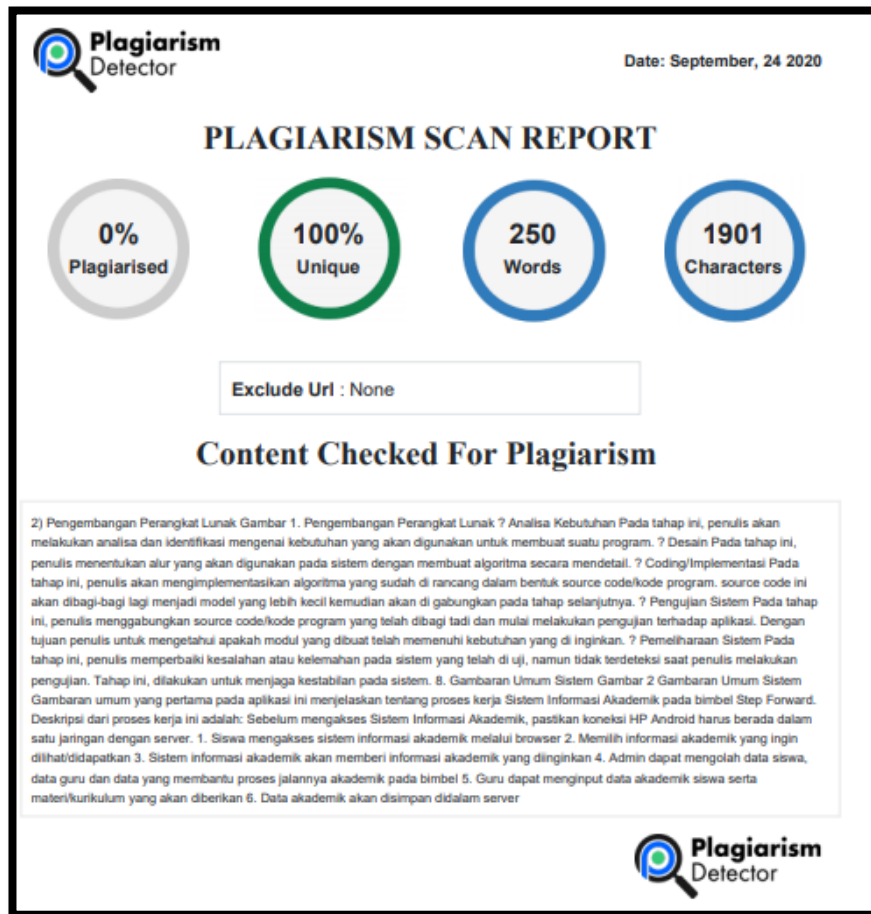 Plagiarism
Detector
Date: September, 24 2020
PLAGIARISM SCAN REPORT
0%
Plagiarised
100%
Unique
250
Words
1901
Characters
Exclude Url : None
Content Checked For Plagiarism
2) Pengembangan Perangkat Lunak Gambar 1. Pengembangan Perangkat Lunak ? Analisa Kebutuhan Pada tahap ini, penulis akan
melakukan analisa dan identifikasi mengenai kebutuhan yang akan digunakan untuk membuat suatu program. ? Desain Pada tahap ini,
penulis menentukan alur yang akan digunakan pada sistem dengan membuat algoritma secara mendetail. ? Coding/Implementasi Pada
tahap ini, penulis akan mengimplementasikan algoritma yang sudah di rancang dalam bentuk source code/kode program. source code ini
akan dibagi-bagi lagi menjadi model yang lebih kecil kemudian akan di gabungkan pada tahap selanjutnya. ? Pengujian Sistem Pada tahap
ini, penulis menggabungkan source code/kode program yang telah dibagi tadi dan mulai melakukan pengujian terhadap aplikasi. Dengan
tujuan penulis untuk mengetahui apakah modul yang dibuat telah memenuhi kebutuhan yang di inginkan. ? Pemeliharaan Sistem Pada
tahap ini, penulis memperbaiki kesalahan atau kelemahan pada sistem yang telah di uji, namun tidak terdeteksi saat penulis melakukan
pengujian. Tahap ini, dilakukan untuk menjaga kestabilan pada sistem. 8. Gambaran Umum Sistem Gambar 2 Gambaran Umum Sistem
Gambaran umum yang pertama pada aplikasi ini menjelaskan tentang proses kerja Sistem Informasi Akademik pada bimbel Step Forward.
Deskripsi dari proses kerja ini adalah: Sebelum mengakses Sistem Informasi Akademik, pastikan koneksi HP Android harus berada dalam
satu jaringan dengan server. 1. Siswa mengakses sistem informasi akademik melalui browser 2. Memilih informasi akademik yang ingin
dilihat/didapatkan 3. Sistem informasi akademik akan memberi informasi akademik yang diinginkan 4. Admin dapat mengolah data siswa,
data guru dan data yang membantu proses jalannya akademik pada bimbel 5. Guru dapat menginput data akademik siswa serta
materi/kurikulum yang akan diberikan 6. Data akademik akan disimpan didalam server
Plagiarism
Detector